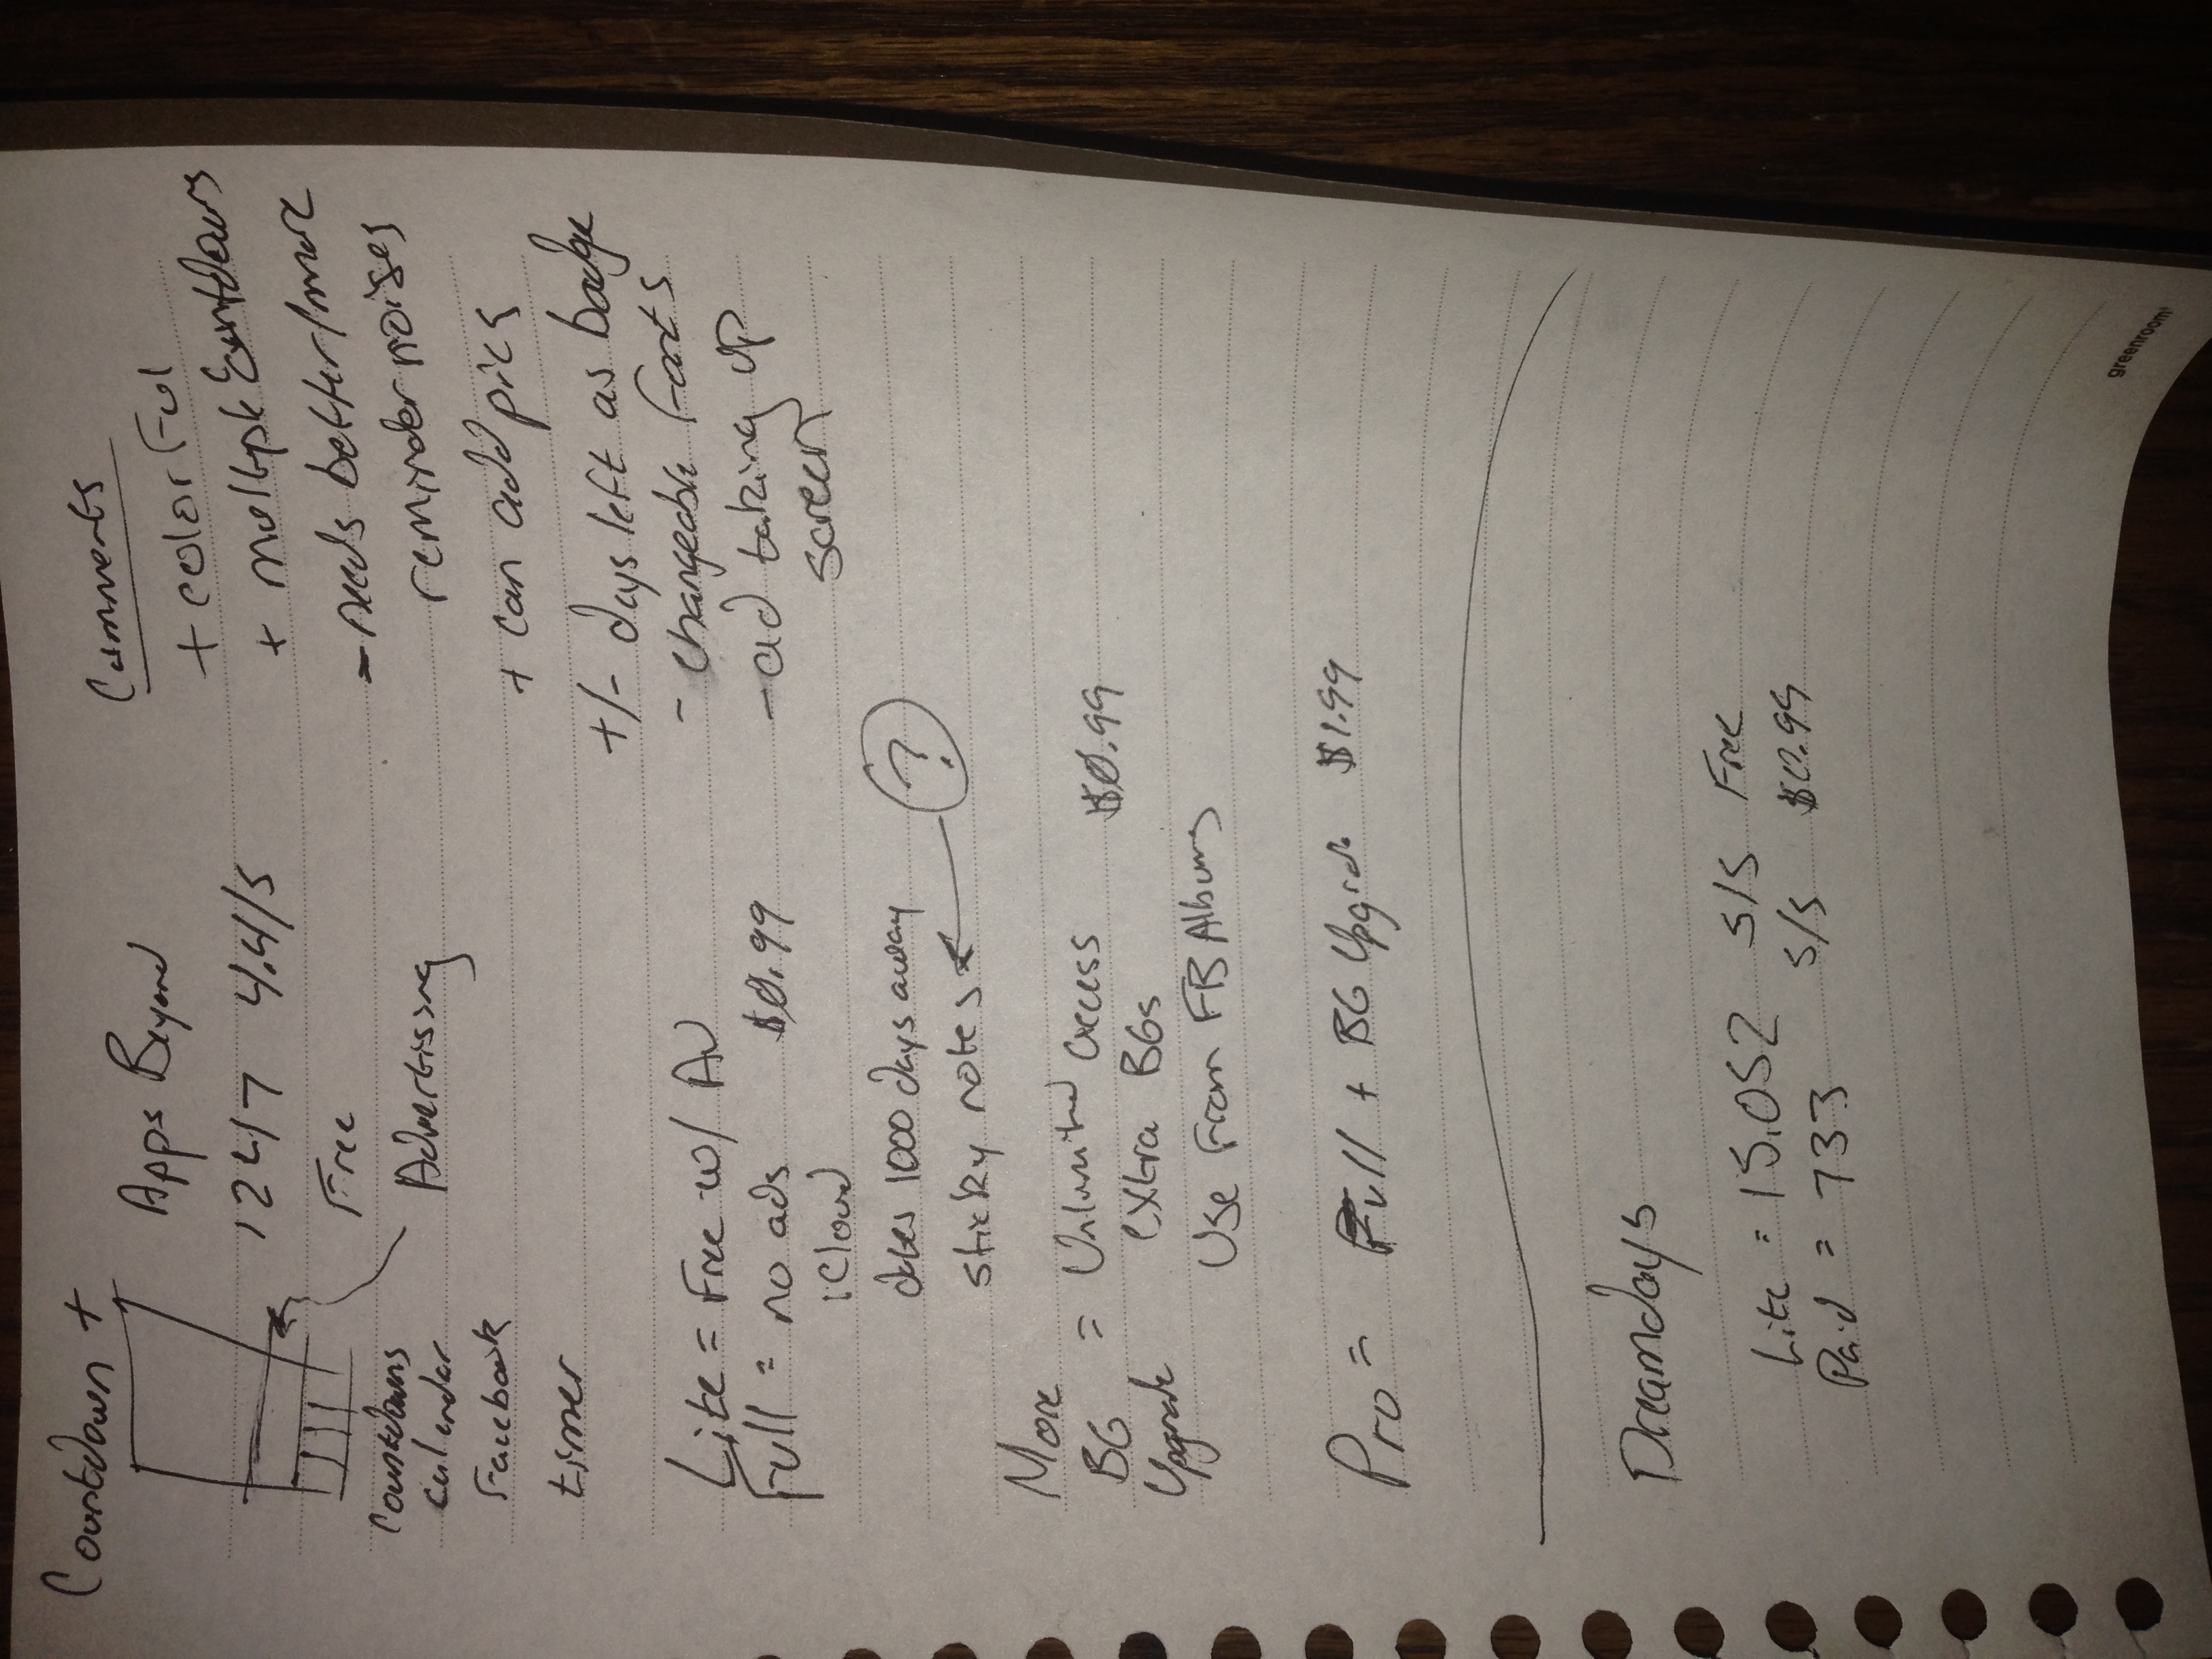 Countdown +
Apps Beyond
12417 4.4/5
Free
Advertising
Countdowns
Calendar
Facebook
timer
Comments
+ colorful
+ multiple Countdowns
- needs better/more
reminder noises
+ can add pics
+/- days left as badge
- changeable fonts
- ad taking up
screen
Lite = Free w/ AD
Full = no ads $0.99
iCloud
dates 1000 days away
sticky notes ?
More
BG = Unlimited access $0.99
Upgrade extra BGs
Use From FB Albums
Pro = Full + BG Upgrade $1.99
Dreamdays
Lite = 15,052 5/5 Free
Paid = 733 5/5 $0.99
greenroom